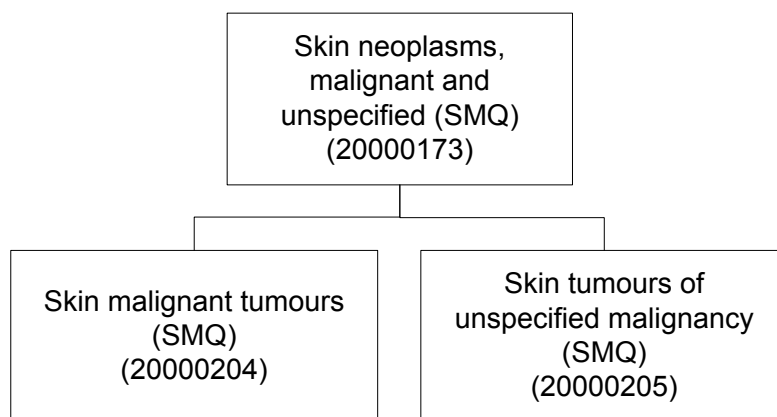 Skin neoplasms,
malignant and
unspecified (SMQ)
(20000173)
Skin malignant tumours
(SMQ)
(20000204)
Skin tumours of
unspecified malignancy
(SMQ)
(20000205)